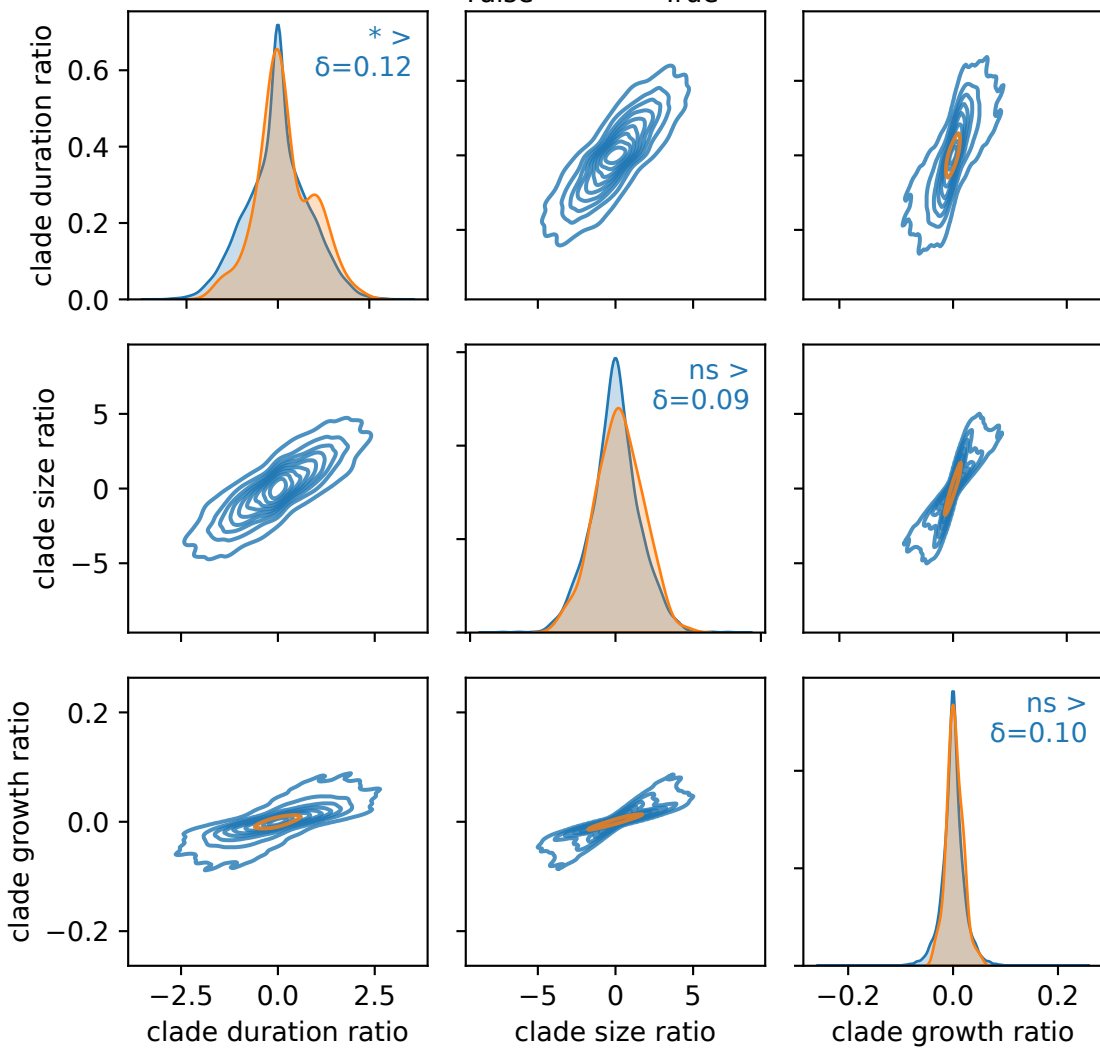 clade duration ratio
0.6
0.4
0.2
0.0
* >
δ=0.12
clade size ratio
5
0
−5
ns >
δ=0.09
clade growth ratio
0.2
0.0
−0.2
ns >
δ=0.10
−2.5 0.0 2.5
−5 0 5
−0.2 0.0 0.2
clade duration ratio
clade size ratio
clade growth ratio